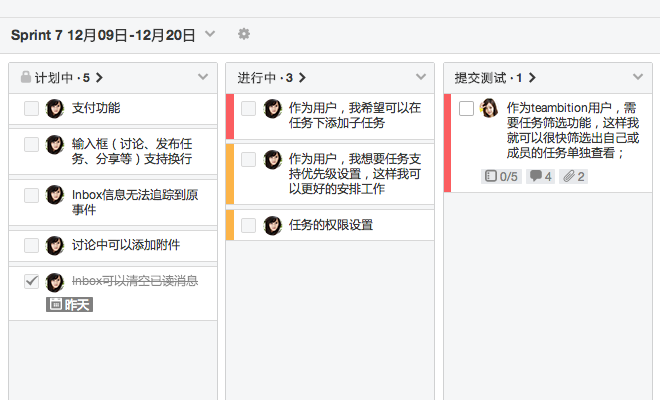 Sprint 7 12月09日-12月20日
计划中 · 5
支付功能
输入框（讨论、发布任
务、分享等）支持换行
Inbox信息无法追踪到原
事件
讨论中可以添加附件
Inbox可以清空已读消息
昨天
进行中 · 3
作为用户，我希望可以在
任务下添加子任务
作为用户，我想要任务支
持优先级设置，这样我可
以更好的安排工作
任务的权限设置
提交测试 · 1
作为teambition用户，需
要任务筛选功能，这样我
就可以很快筛选出自己或
成员的任务单独查看；
0/5
4
2